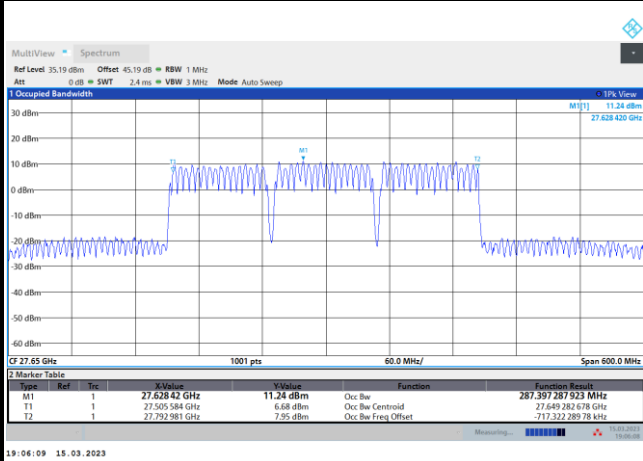 MultiView Spectrum
Ref Level 35.19 dBm Offset 45.19 dB RBW 1 MHz
Att 0 dB SWT 2.4 ms VBW 3 MHz Mode Auto Sweep
1 Occupied Bandwidth 1Pk View
M1[1] 11.24 dBm
27.628 420 GHz
30 dBm
20 dBm
M1
T1 T2
10 dBm
0 dBm
-10 dBm
-20 dBm
-30 dBm
-40 dBm
-50 dBm
-60 dBm
CF 27.65 GHz 1001 pts 60.0 MHz/ Span 600.0 MHz
2 Marker Table
Type Ref Trc X-Value Y-Value Function Function Result
M1 1 27.628 42 GHz 11.24 dBm Occ Bw 287.397 287 923 MHz
T1 1 27.505 584 GHz 6.68 dBm Occ Bw Centroid 27.649 282 678 GHz
T2 1 27.792 981 GHz 7.95 dBm Occ Bw Freq Offset -717.322 289 78 kHz
Measuring... 15.03.2023
19:06:08
19:06:09 15.03.2023